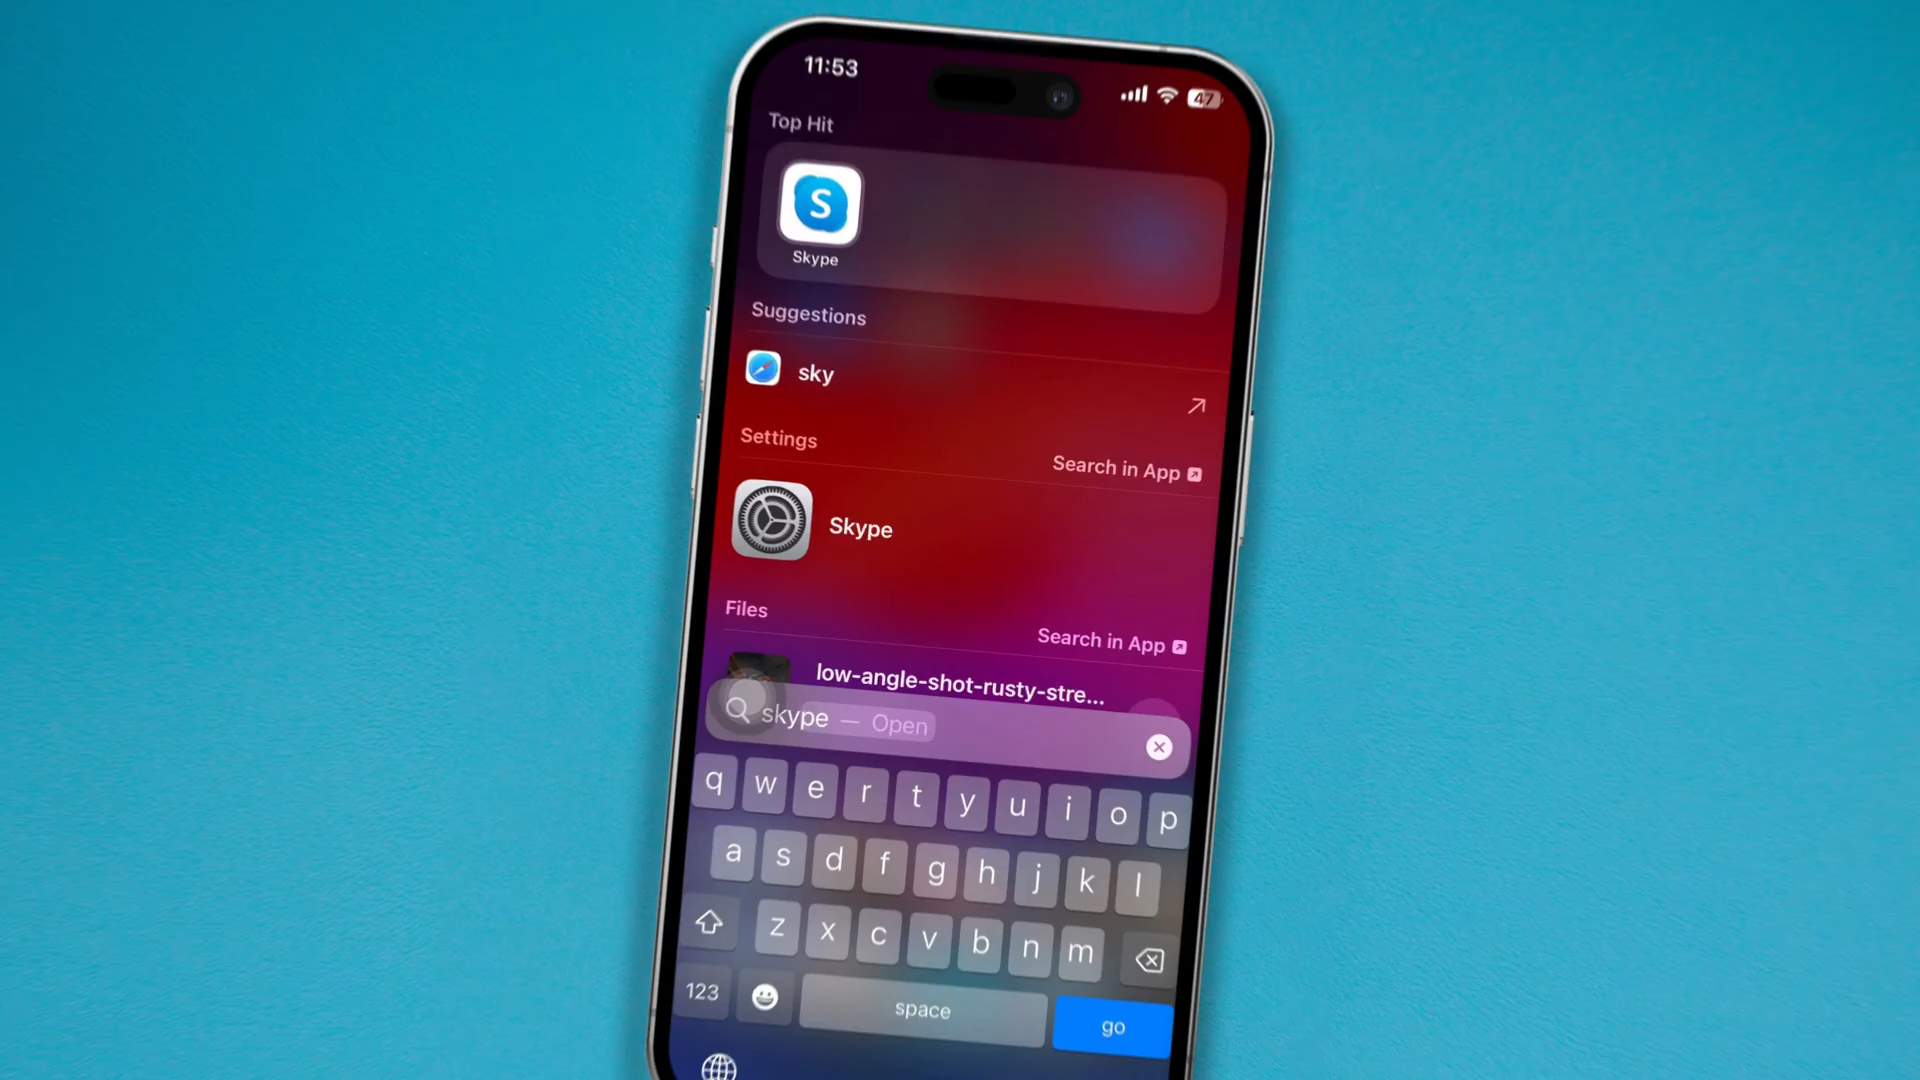 11:53
47
Top Hit
S
Skype
Suggestions
sky
Settings
Search in App
Skype
Files
Search in App
low-angle-shot-rusty-stre...
skype — Open
q w e r t y u i o p
a s d f g h j k l
z x c v b n m
123 space go